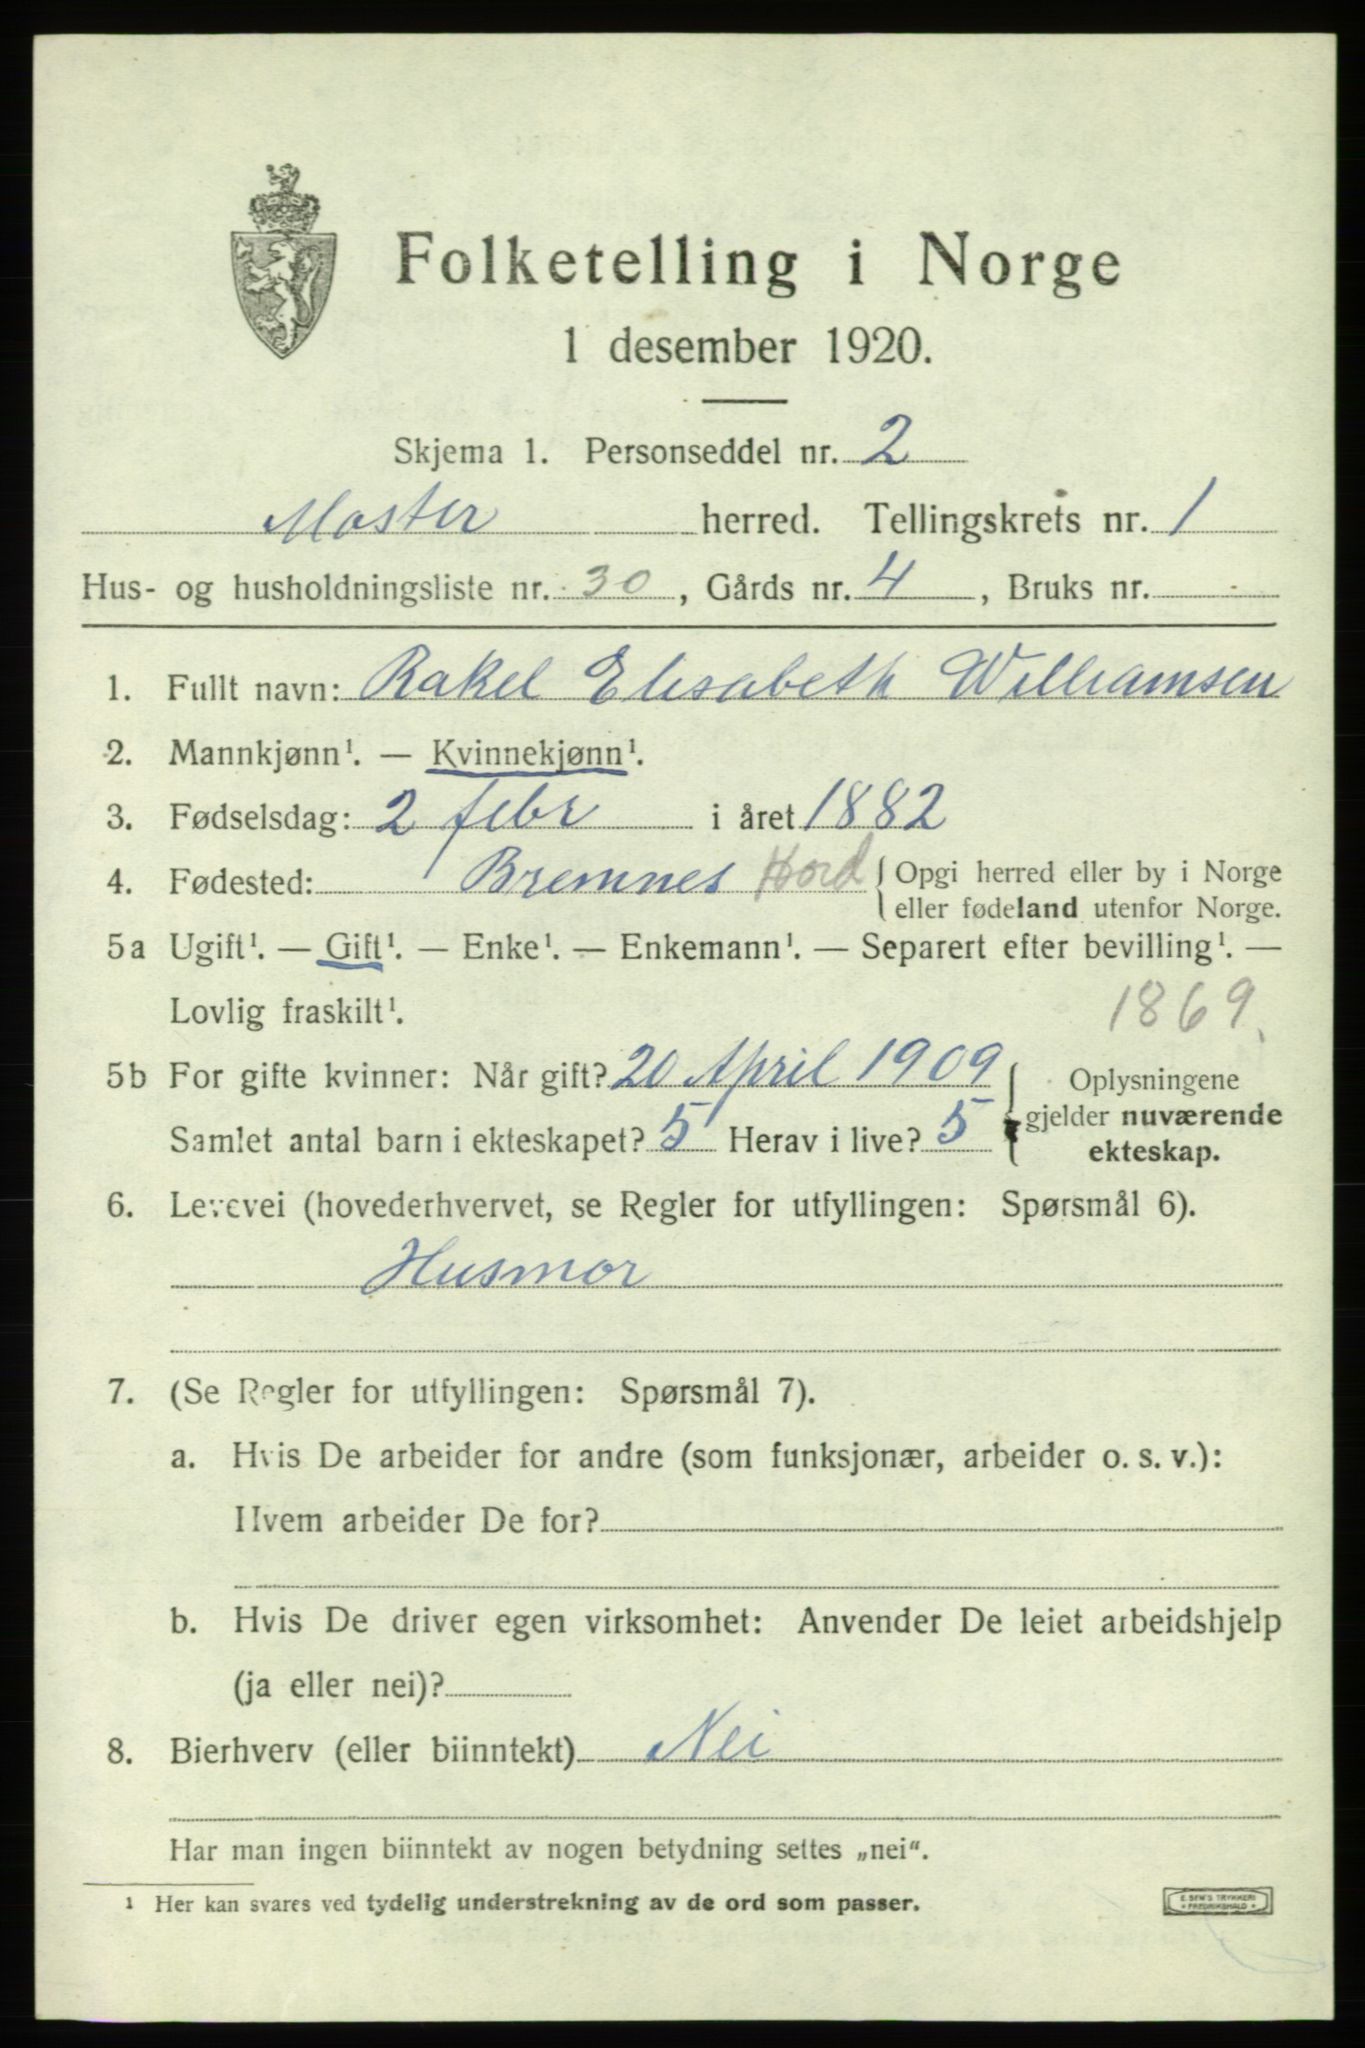 Folketelling i Norge
1 desember 1920.
Skjema 1. Personseddel nr. 2
Moster herred. Tellingskrets nr. 1
Hus- og husholdningsliste nr. 30, Gårds nr. 4, Bruks nr.
1. Fullt navn: Rakel Elisabeth Williamsen
2. Mannkjønn¹. — Kvinnekjønn¹.
3. Fødselsdag: 2 febr i året 1882
4. Fødested: Bremnes Hord { Opgi herred eller by i Norge
eller fødeland utenfor Norge.
5a Ugift¹. — Gift¹. — Enke¹. — Enkemann¹. — Separert efter bevilling¹. —
Lovlig fraskilt¹. 1869.
5b For gifte kvinner: Når gift? 20 April 1909 { Oplysningene
gjelder nuværende
Samlet antal barn i ekteskapet? 5 Herav i live? 5 ekteskap.
6. Levevei (hovederhvervet, se Regler for utfyllingen: Spørsmål 6).
Husmor
7. (Se Regler for utfyllingen: Spørsmål 7).
a. Hvis De arbeider for andre (som funksjonær, arbeider o. s. v.):
Hvem arbeider De for?
b. Hvis De driver egen virksomhet: Anvender De leiet arbeidshjelp
(ja eller nei)?
8. Bierhverv (eller biinntekt) Nei
Har man ingen biinntekt av nogen betydning settes „nei“.
¹ Her kan svares ved tydelig understrekning av de ord som passer.
E. SEM'S TRYKKERI
* FREDRIKSHALD *